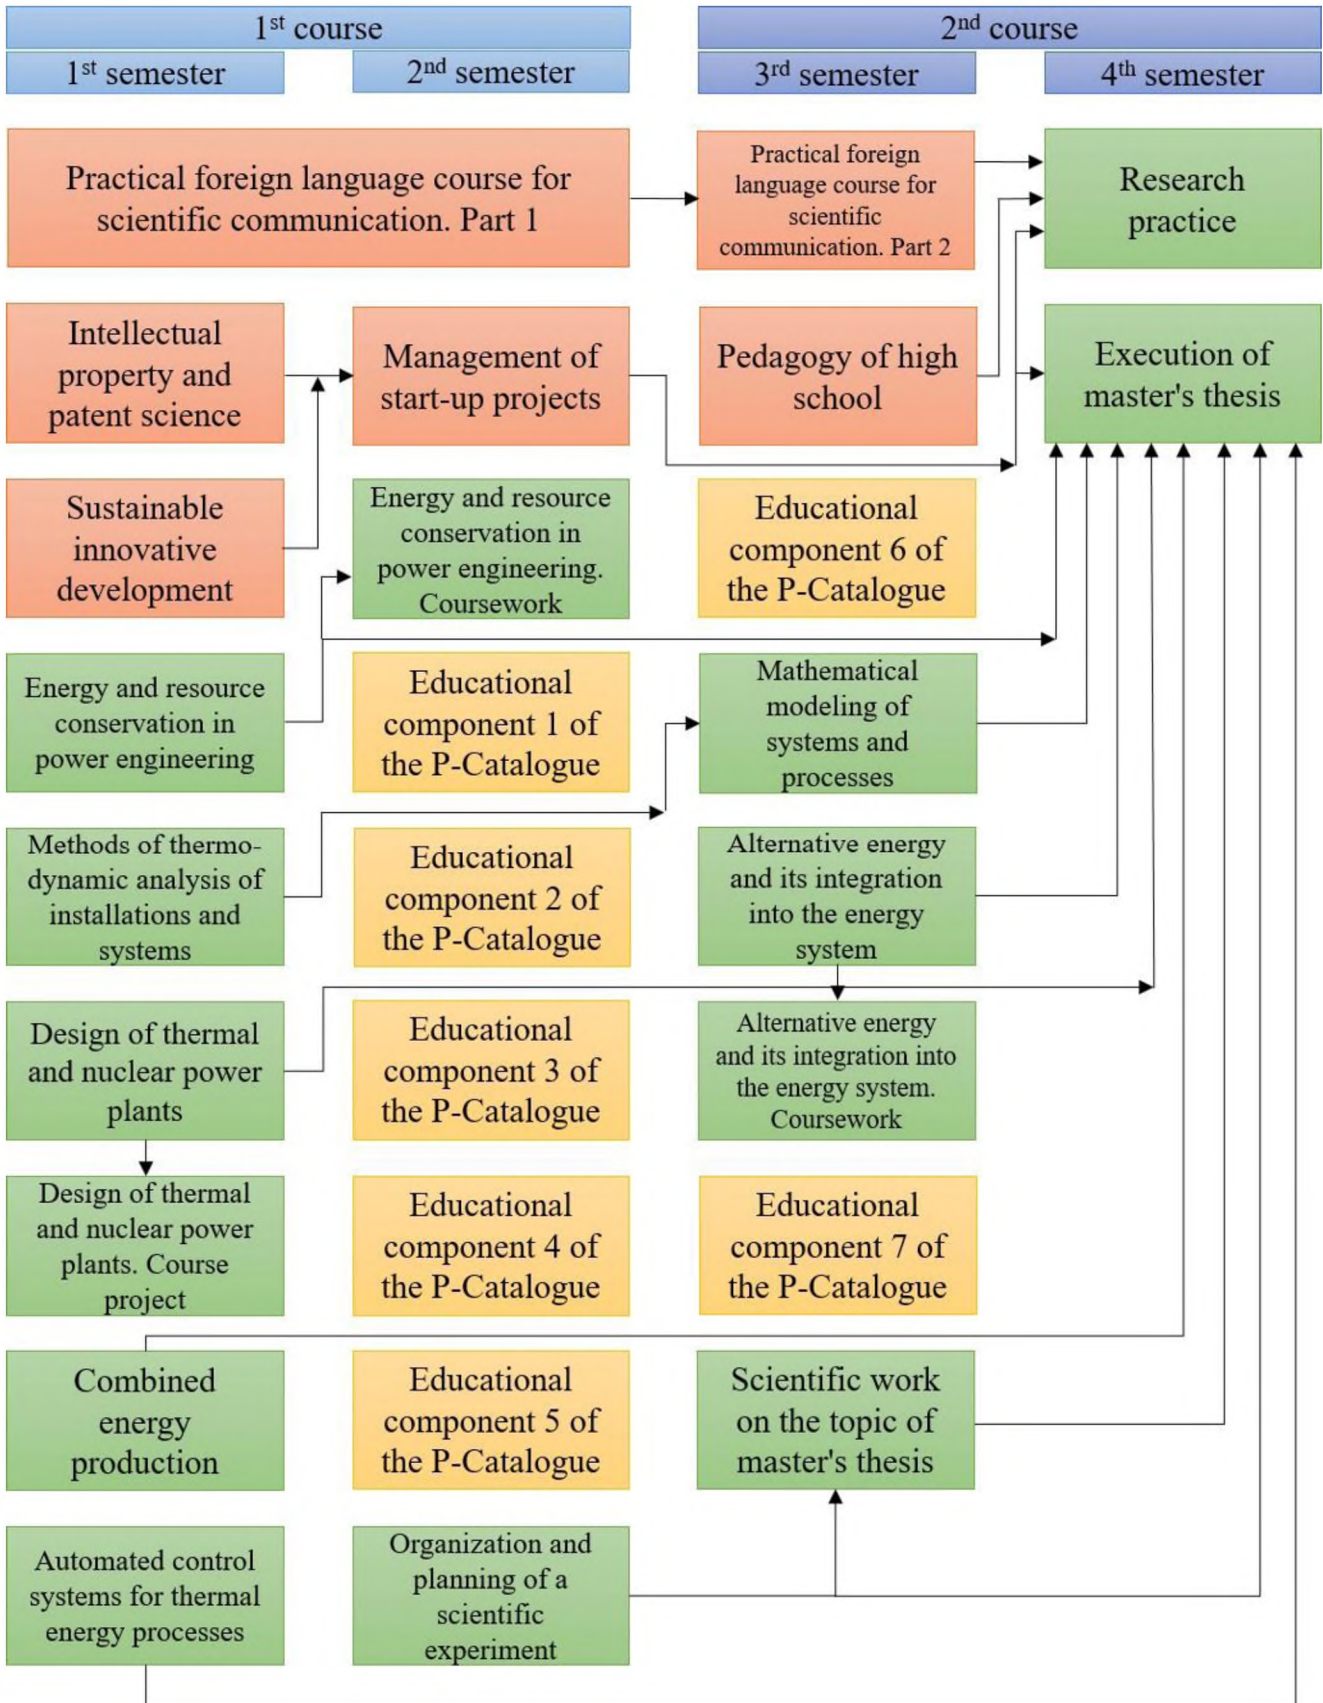 1st course
2nd course
1st semester
2nd semester
3rd semester
4th semester
Practical foreign language course for
scientific communication. Part 1
Practical foreign
language course for
scientific
communication. Part 2
Research
practice
Intellectual
property and
patent science
Management of
start-up projects
Pedagogy of high
school
Execution of
master's thesis
Sustainable
innovative
development
Energy and resource
conservation in
power engineering.
Coursework
Educational
component 6 of
the P-Catalogue
Energy and resource
conservation in
power engineering
Educational
component 1 of
the P-Catalogue
Mathematical
modeling of
systems and
processes
Methods of thermo-
dynamic analysis of
installations and
systems
Educational
component 2 of
the P-Catalogue
Alternative energy
and its integration
into the energy
system
Design of thermal
and nuclear power
plants
Educational
component 3 of
the P-Catalogue
Alternative energy
and its integration into
the energy system.
Coursework
Design of thermal
and nuclear power
plants. Course
project
Educational
component 4 of
the P-Catalogue
Educational
component 7 of
the P-Catalogue
Combined
energy
production
Educational
component 5 of
the P-Catalogue
Scientific work
on the topic of
master's thesis
Automated control
systems for thermal
energy processes
Organization and
planning of a
scientific
experiment